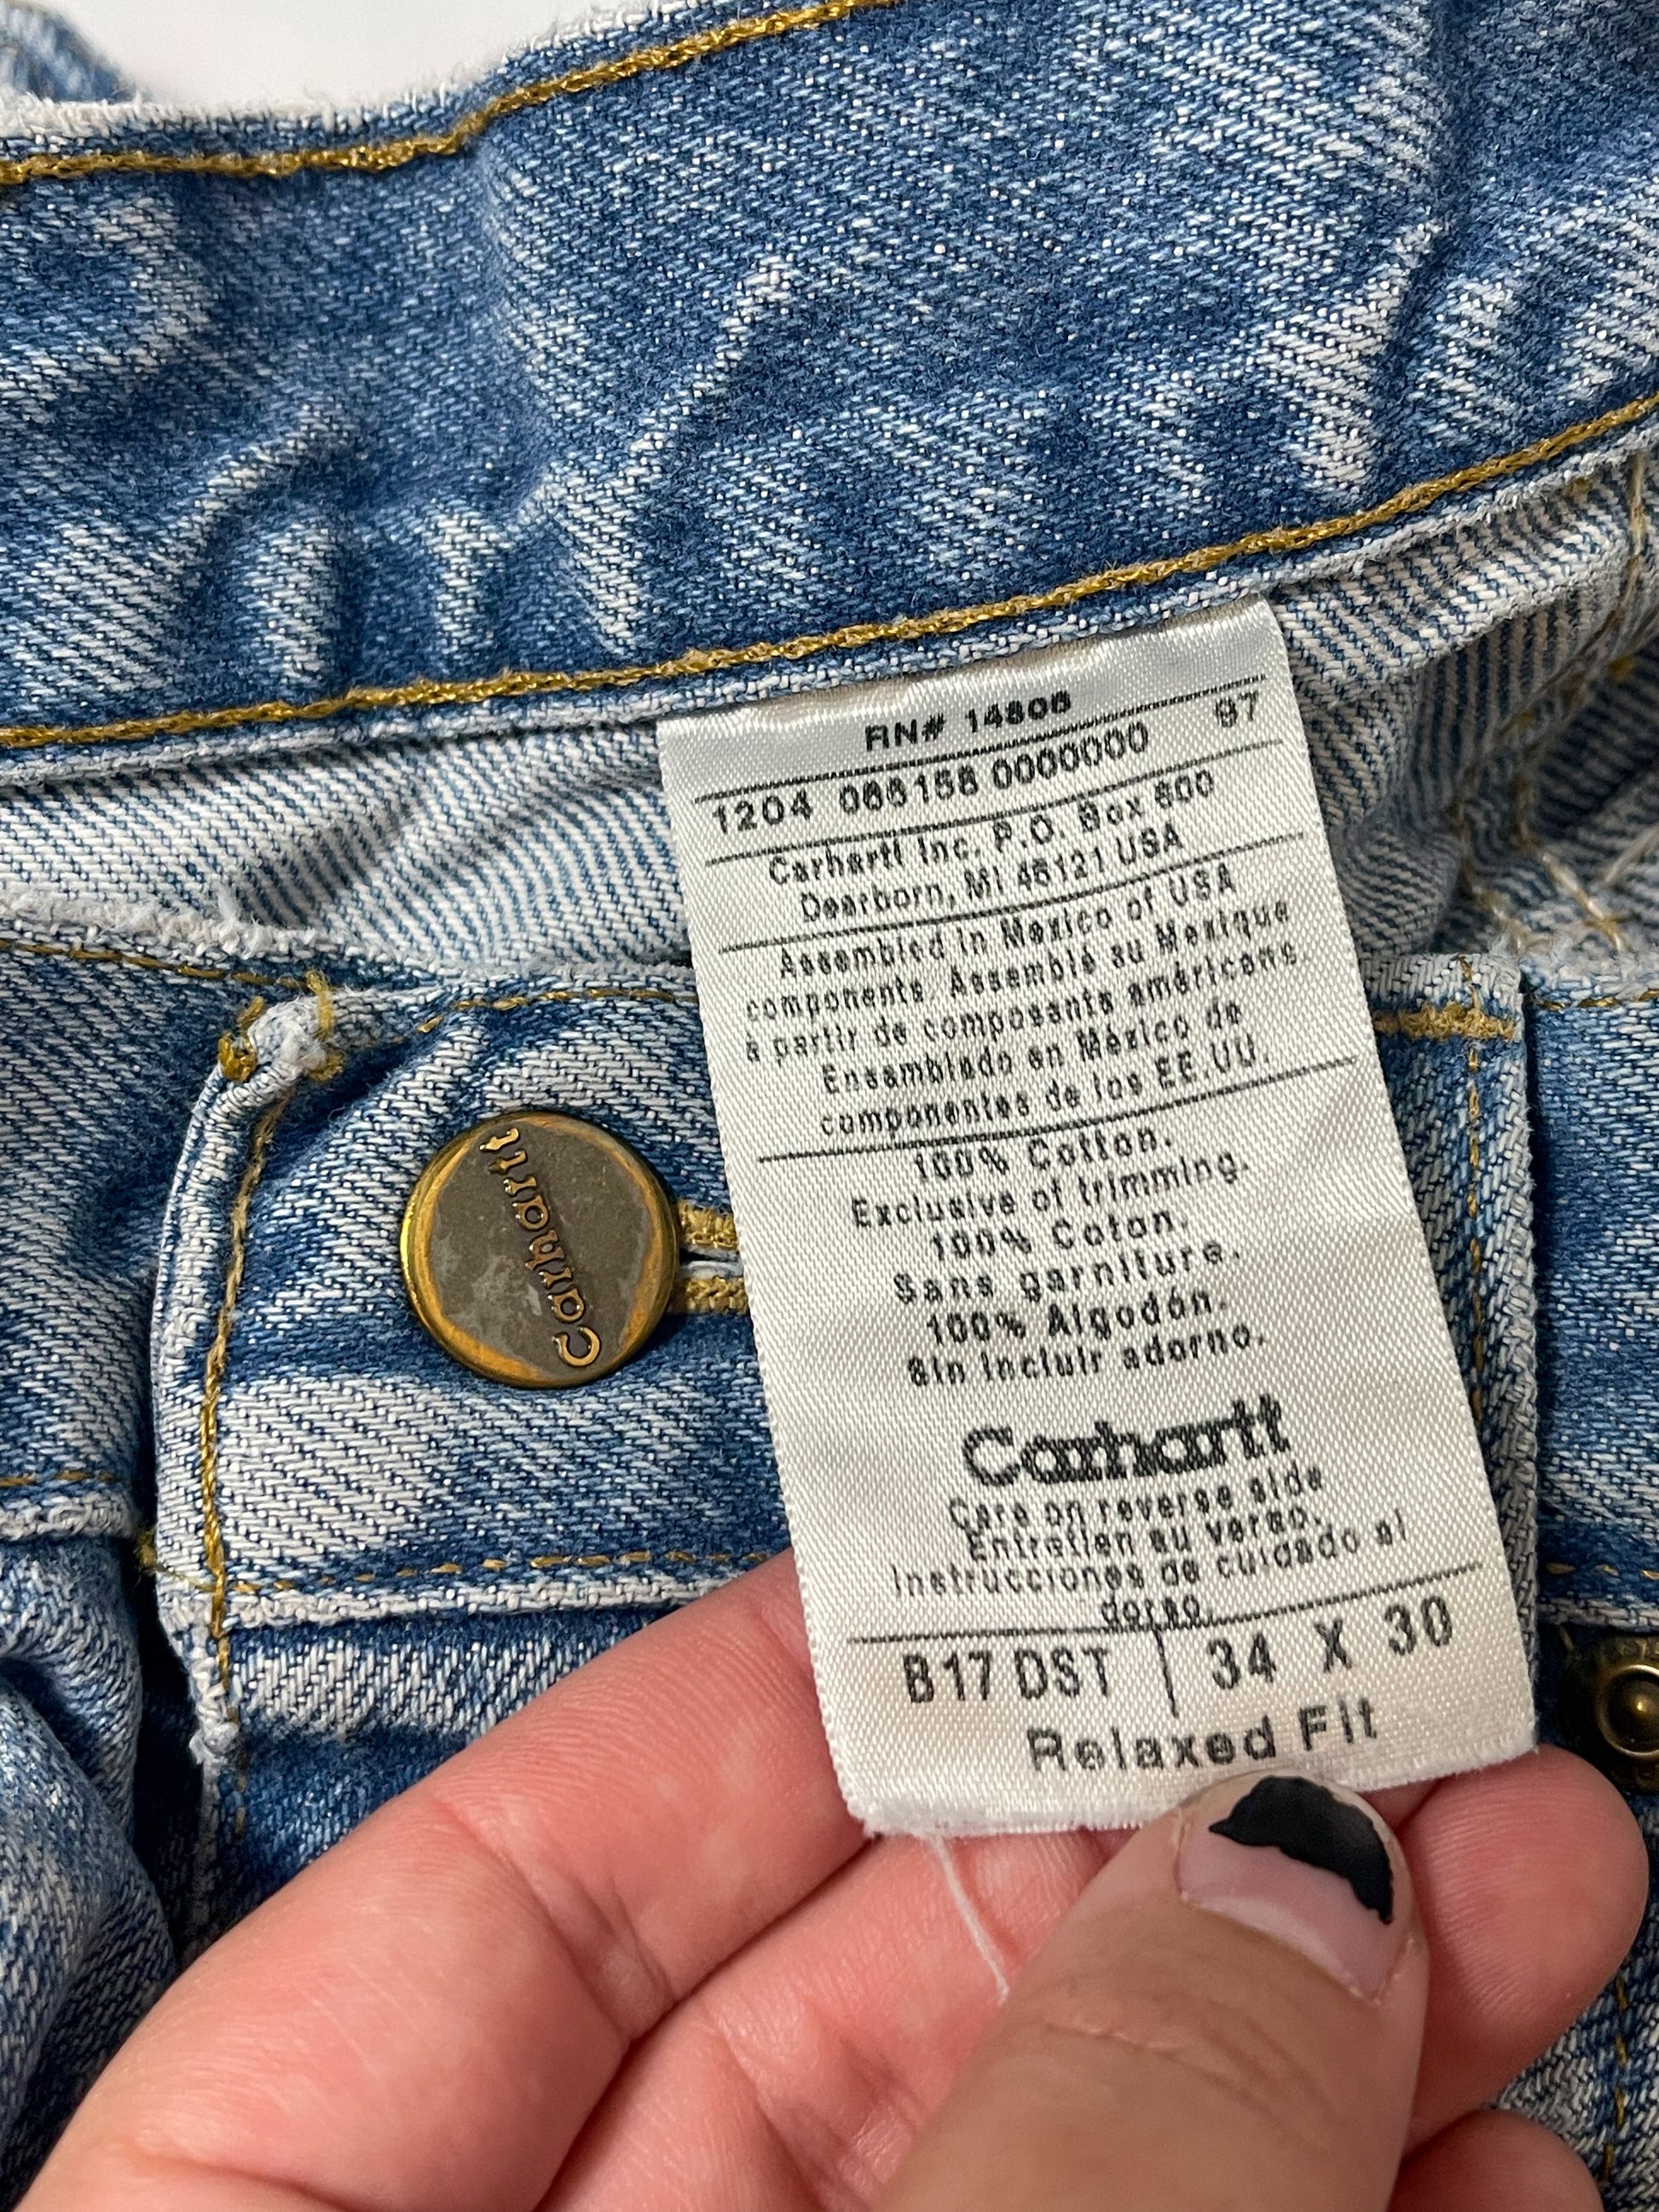 RN# 14806
1204 066158 0000000 97
Carhartt Inc. P.O. Box 600
Dearborn, MI 48121 USA
Assembled in Mexico of USA
components. Assemblé au Mexique
à partir de composants américains.
Ensamblado en México de
componentes de los EE.UU.
100% Cotton.
Exclusive of trimming.
100% Coton.
Sans garniture.
100% Algodón.
Sin incluir adorno.
Carhartt
Care on reverse side
Entretien au verso.
Instrucciones de cuidado al
dorso.
B17 DST 34 X 30
Relaxed Fit
Carhartt